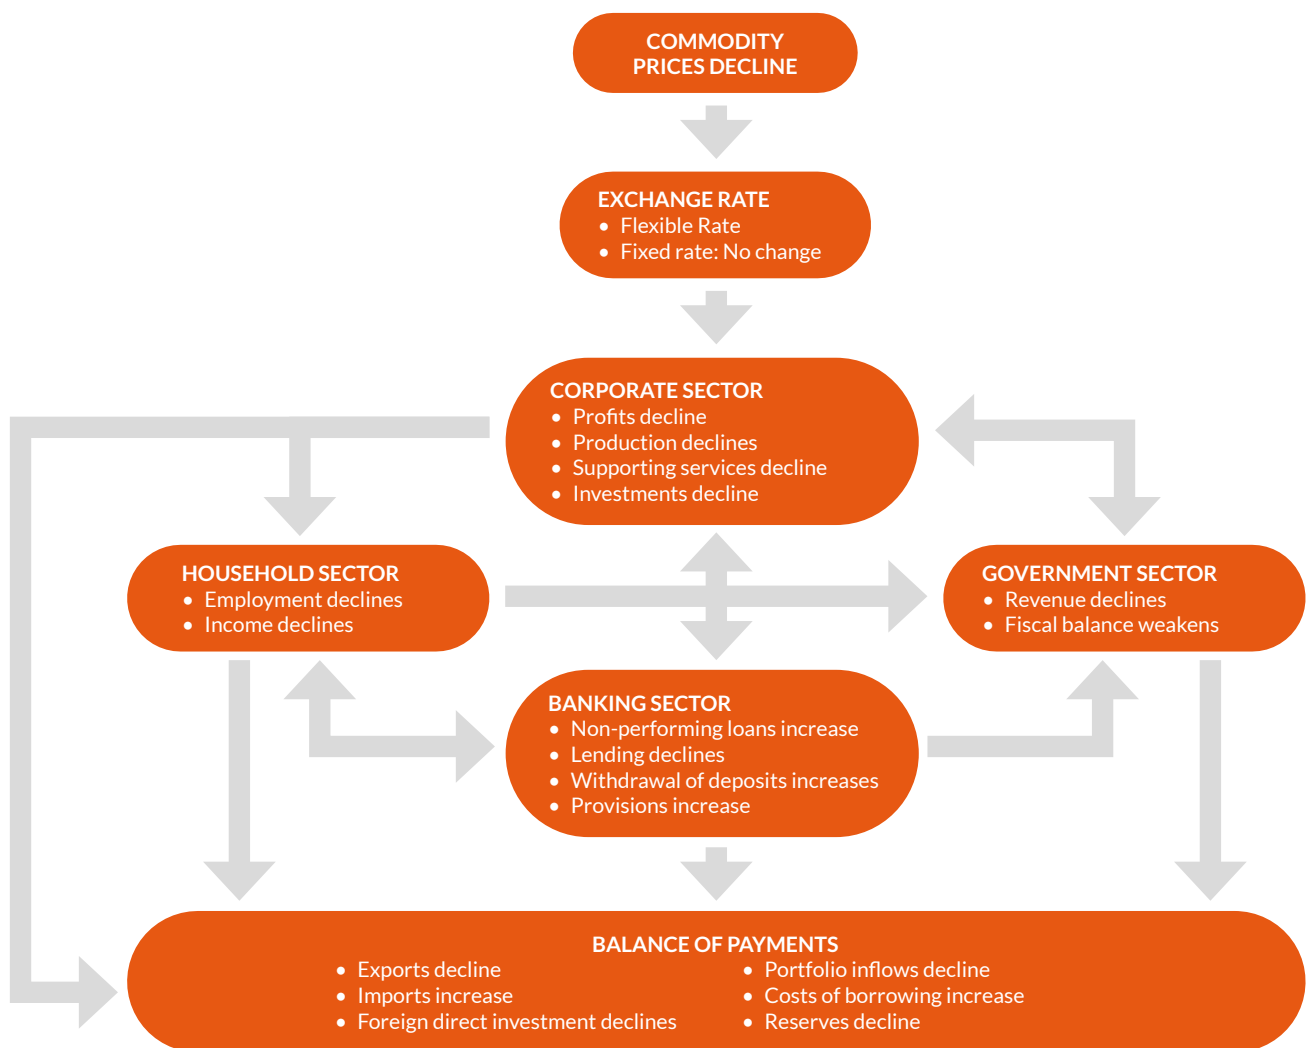 COMMODITY
PRICES DECLINE
EXCHANGE RATE
• Flexible Rate
• Fixed rate: No change
CORPORATE SECTOR
• Profits decline
• Production declines
• Supporting services decline
• Investments decline
HOUSEHOLD SECTOR
• Employment declines
• Income declines
GOVERNMENT SECTOR
• Revenue declines
• Fiscal balance weakens
BANKING SECTOR
• Non-performing loans increase
• Lending declines
• Withdrawal of deposits increases
• Provisions increase
BALANCE OF PAYMENTS
• Exports decline
• Imports increase
• Foreign direct investment declines
• Portfolio inflows decline
• Costs of borrowing increase
• Reserves decline